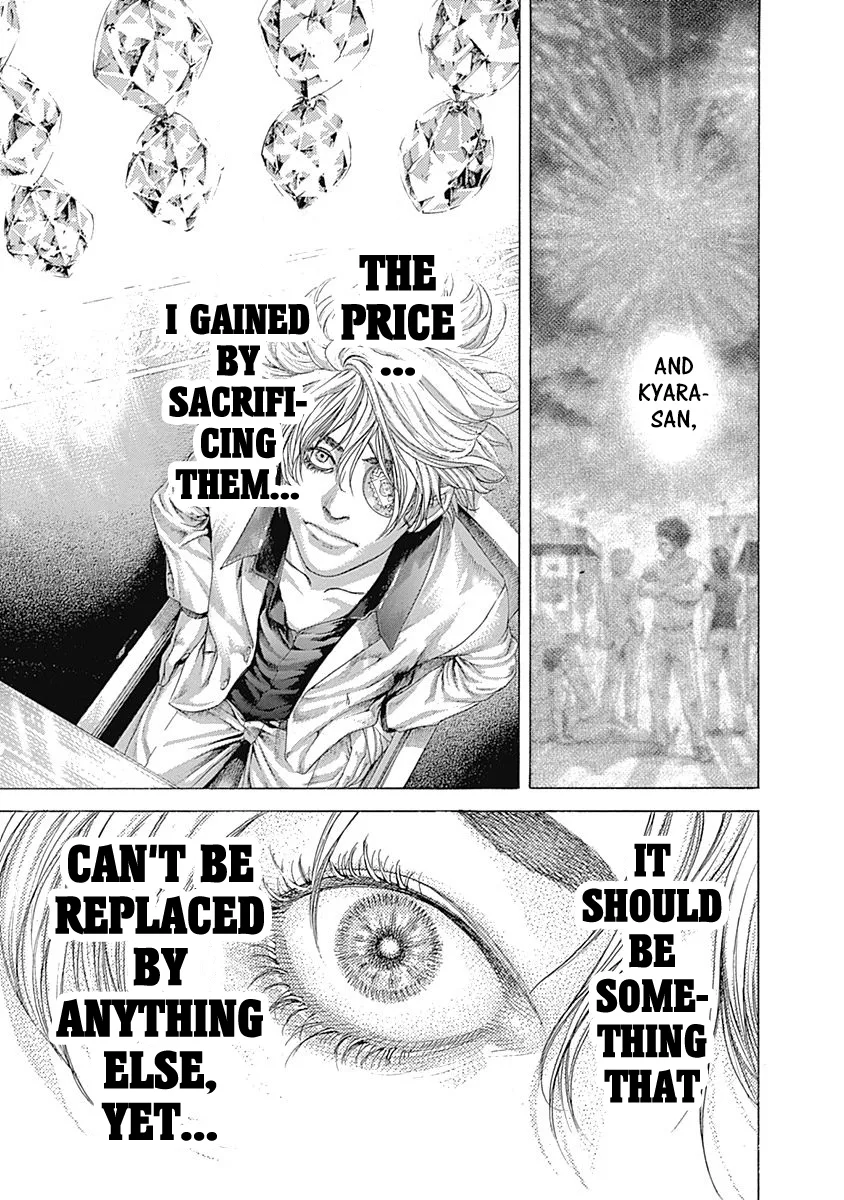 AND
KYARA-
SAN,
THE
PRICE
...
I GAINED
BY
SACRIFI-
CING
THEM...
IT
SHOULD
BE
SOME-
THING
THAT
CAN'T BE
REPLACED
BY
ANYTHING
ELSE,
YET...